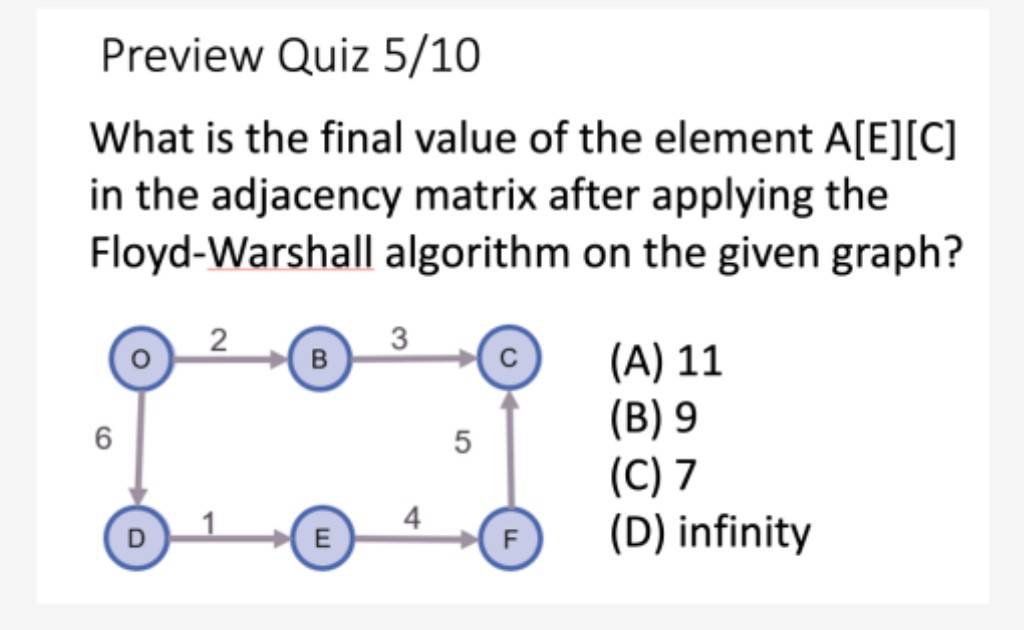 Preview Quiz 5/10
What is the final value of the element A[E][C]
in the adjacency matrix after applying the
Floyd-Warshall algorithm on the given graph?
O 2 B 3 C
6 5
D 1 E 4 F
(A) 11
(B) 9
(C) 7
(D) infinity